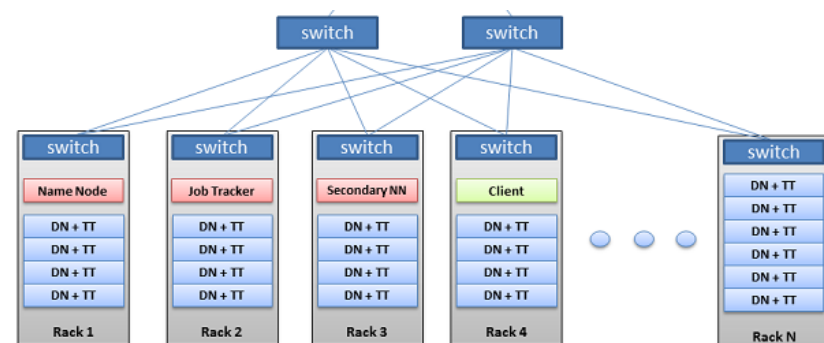 switch
switch
switch
Name Node
DN + TT
DN + TT
DN + TT
DN + TT
Rack 1
switch
Job Tracker
DN + TT
DN + TT
DN + TT
DN + TT
Rack 2
switch
Secondary NN
DN + TT
DN + TT
DN + TT
DN + TT
Rack 3
switch
Client
DN + TT
DN + TT
DN + TT
DN + TT
Rack 4
switch
DN + TT
DN + TT
DN + TT
DN + TT
DN + TT
DN + TT
Rack N